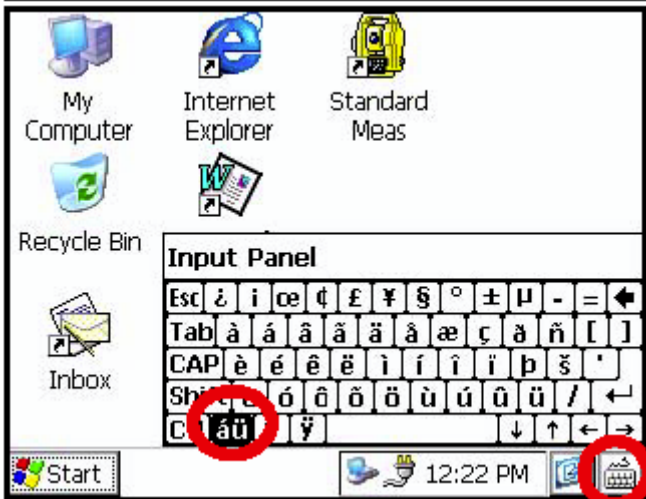 My Computer
Internet Explorer
Standard Meas
Recycle Bin
Inbox
Input Panel
Esc ¿ ¡ œ ¢ £ ¥ § ° ± µ - =
Tab à á â ã ä å æ ç ð ñ [ ]
CAP è é ê ë ì í î ï þ š '
ó ô õ ö ù ú û ü /
áü ÿ ↓ ↑ ← →
Start
12:22 PM